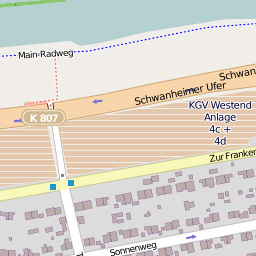 Main-Radweg
Schwanheimer Ufer
Schwan
K 807
KGV Westend
Anlage
4c +
4d
Zur Franken
Sonnenweg